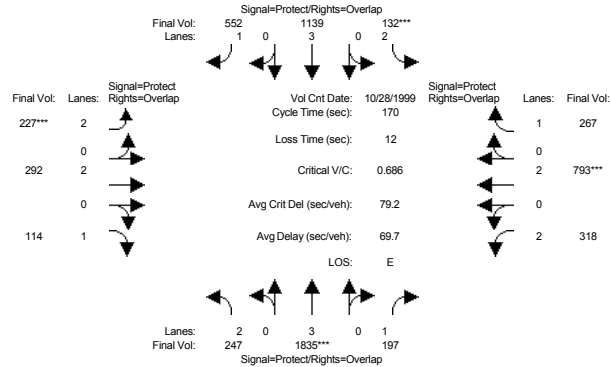 Signal=Protect/Rights=Overlap
Final Vol: 552 1139 132***
Lanes: 1 0 3 0 2
Signal=Protect
Rights=Overlap
Final Vol: Lanes:
227*** 2
0
292 2
0
114 1
Vol Cnt Date: 10/28/1999
Cycle Time (sec): 170
Loss Time (sec): 12
Critical V/C: 0.686
Avg Crit Del (sec/veh): 79.2
Avg Delay (sec/veh): 69.7
LOS: E
Signal=Protect
Rights=Overlap
Lanes: Final Vol:
1 267
0
2 793***
0
2 318
Lanes: 2 0 3 0 1
Final Vol: 247 1835*** 197
Signal=Protect/Rights=Overlap